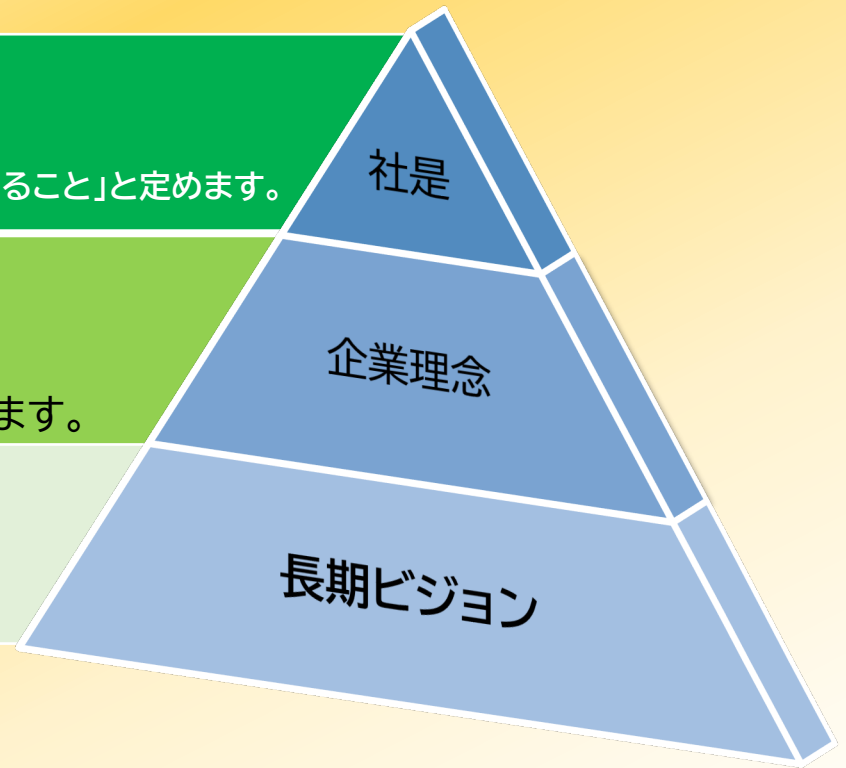 ること」と定めます。
社是
企業理念
ます。
長期ビジョン